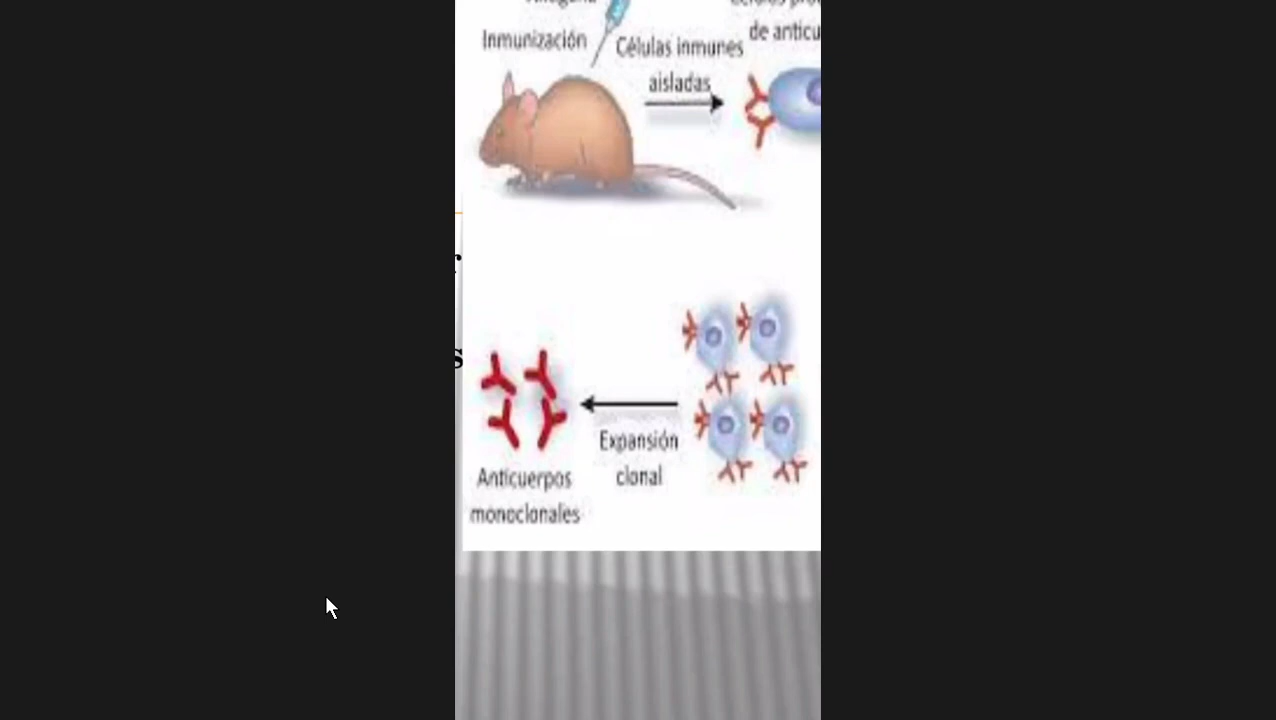 Inmunización
Células inmunes
aisladas
de anticu
r
s
Expansión
clonal
Anticuerpos
monoclonales